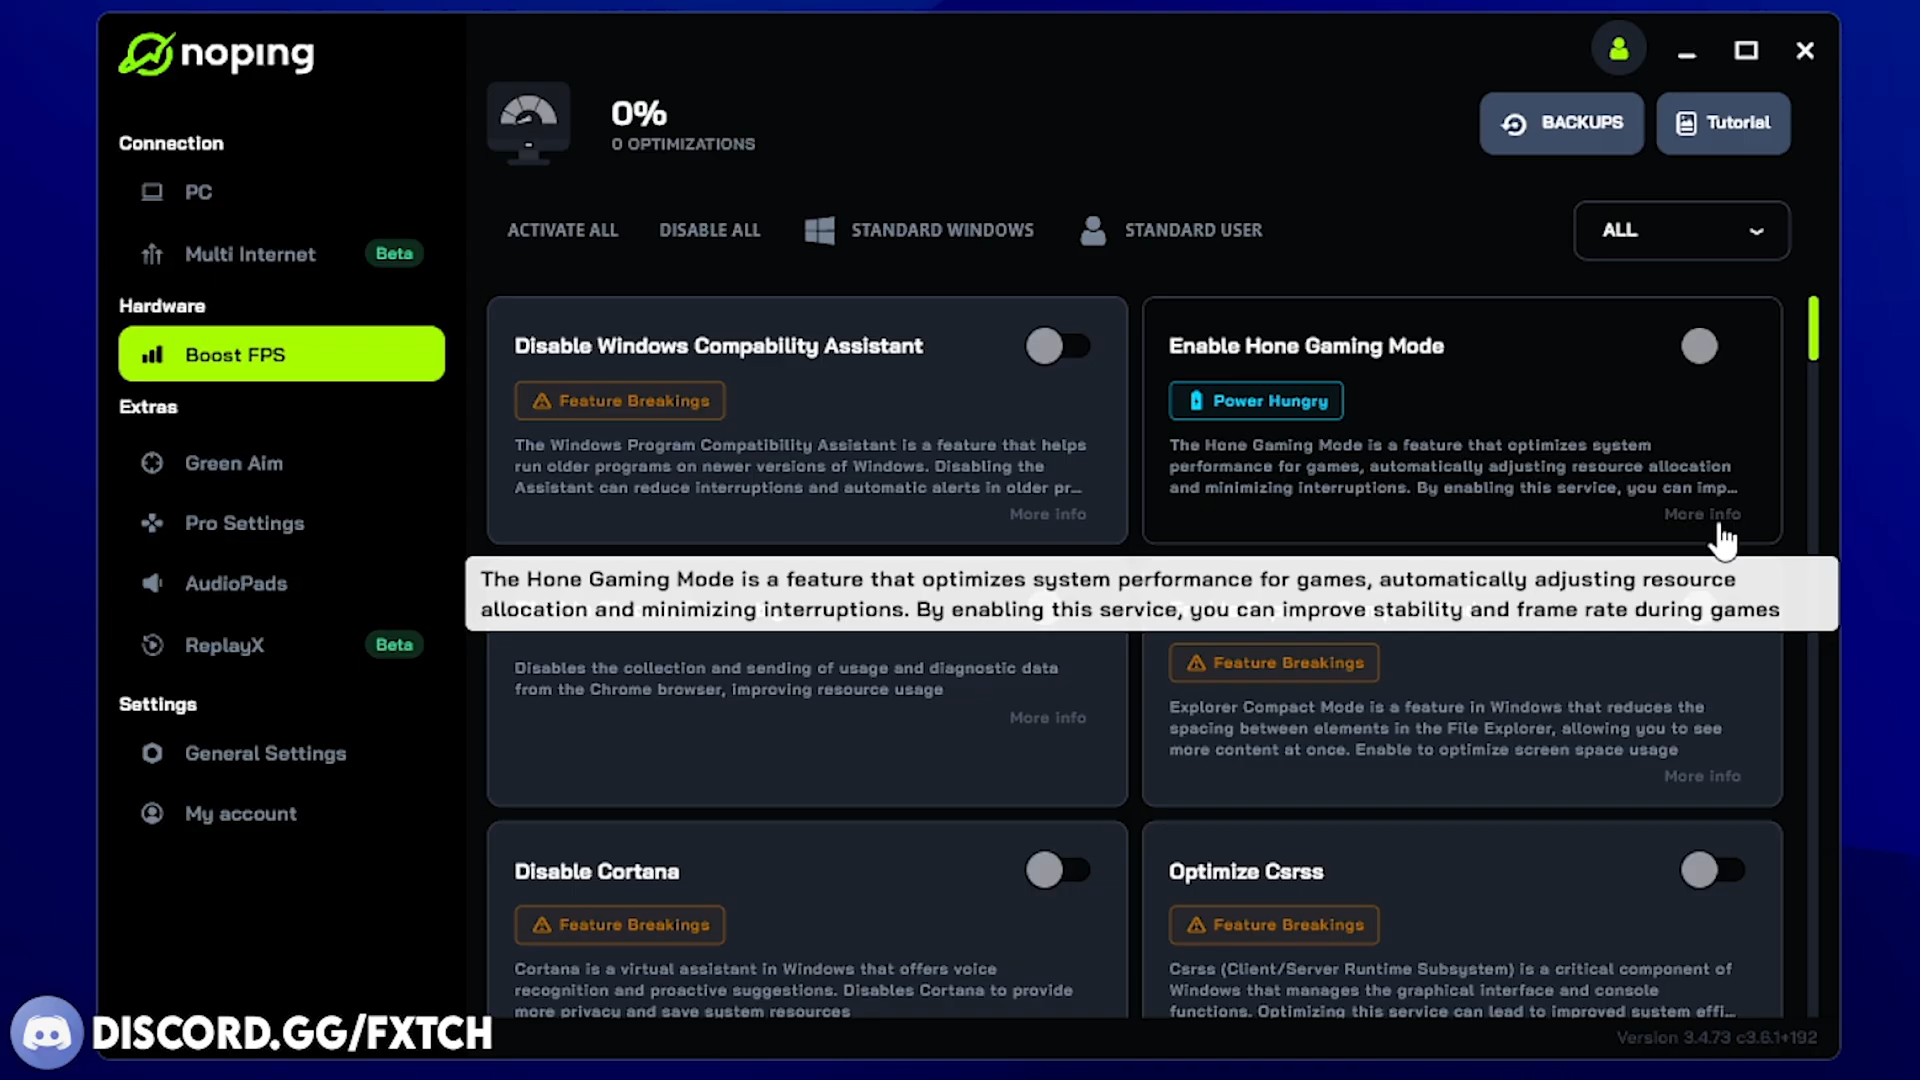 noping
Connection
PC
Multi Internet
Beta
Hardware
Boost FPS
Extras
Green Aim
Pro Settings
AudioPads
ReplayX
Beta
Settings
General Settings
My account
0%
0 OPTIMIZATIONS
BACKUPS
Tutorial
ACTIVATE ALL
DISABLE ALL
STANDARD WINDOWS
STANDARD USER
ALL
Disable Windows Compability Assistant
Feature Breakings
The Windows Program Compatibility Assistant is a feature that helps
run older programs on newer versions of Windows. Disabling the
Assistant can reduce interruptions and automatic alerts in older pr...
More info
Enable Hone Gaming Mode
Power Hungry
The Hone Gaming Mode is a feature that optimizes system
performance for games, automatically adjusting resource allocation
and minimizing interruptions. By enabling this service, you can imp...
More info
The Hone Gaming Mode is a feature that optimizes system performance for games, automatically adjusting resource
allocation and minimizing interruptions. By enabling this service, you can improve stability and frame rate during games
Disables the collection and sending of usage and diagnostic data
from the Chrome browser, improving resource usage
More info
Feature Breakings
Explorer Compact Mode is a feature in Windows that reduces the
spacing between elements in the File Explorer, allowing you to see
more content at once. Enable to optimize screen space usage
More info
Disable Cortana
Feature Breakings
Cortana is a virtual assistant in Windows that offers voice
recognition and proactive suggestions. Disables Cortana to provide
more privacy and save system resources
Optimize Csrss
Feature Breakings
Csrss (Client/Server Runtime Subsystem) is a critical component of
Windows that manages the graphical interface and console
functions. Optimizing this service can lead to improved system effi...
Version 3.4.73 c3.6.1+192
DISCORD.GG/FXTCH